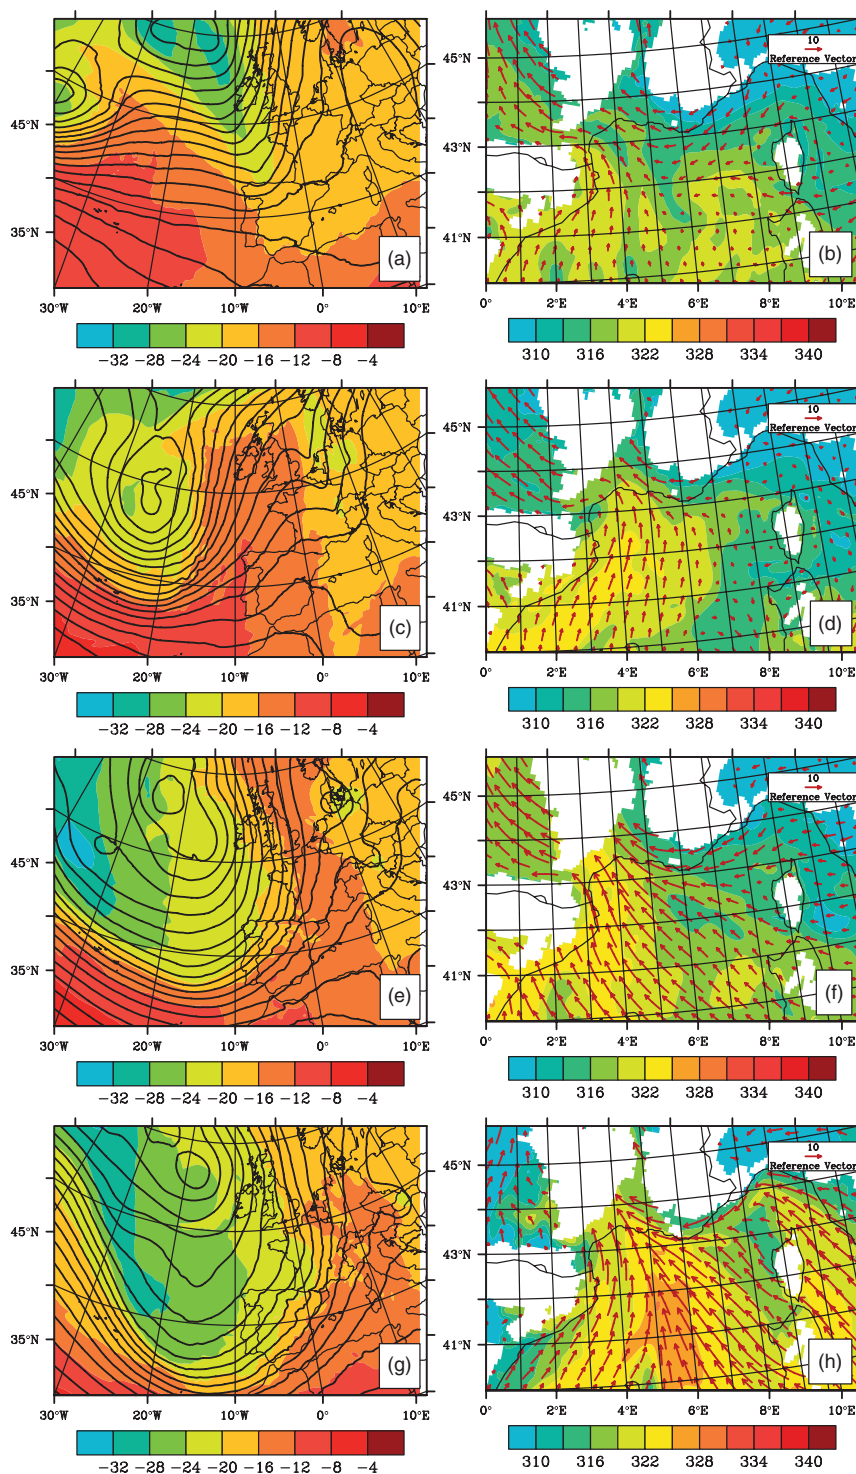 10
Reference Vector
45°N
35°N
(a)
30°W 20°W 10°W 0° 10°E
-32 -28 -24 -20 -16 -12 -8 -4
45°N
43°N
41°N
(b)
0° 2°E 4°E 6°E 8°E 10°E
310 316 322 328 334 340
45°N
35°N
(c)
30°W 20°W 10°W 0° 10°E
-32 -28 -24 -20 -16 -12 -8 -4
10
Reference Vector
45°N
43°N
41°N
(d)
0° 2°E 4°E 6°E 8°E 10°E
310 316 322 328 334 340
45°N
35°N
(e)
30°W 20°W 10°W 0° 10°E
-32 -28 -24 -20 -16 -12 -8 -4
10
Reference Vector
45°N
43°N
41°N
(f)
0° 2°E 4°E 6°E 8°E 10°E
310 316 322 328 334 340
45°N
35°N
(g)
30°W 20°W 10°W 0° 10°E
-32 -28 -24 -20 -16 -12 -8 -4
10
Reference Vector
45°N
43°N
41°N
(h)
0° 2°E 4°E 6°E 8°E 10°E
310 316 322 328 334 340